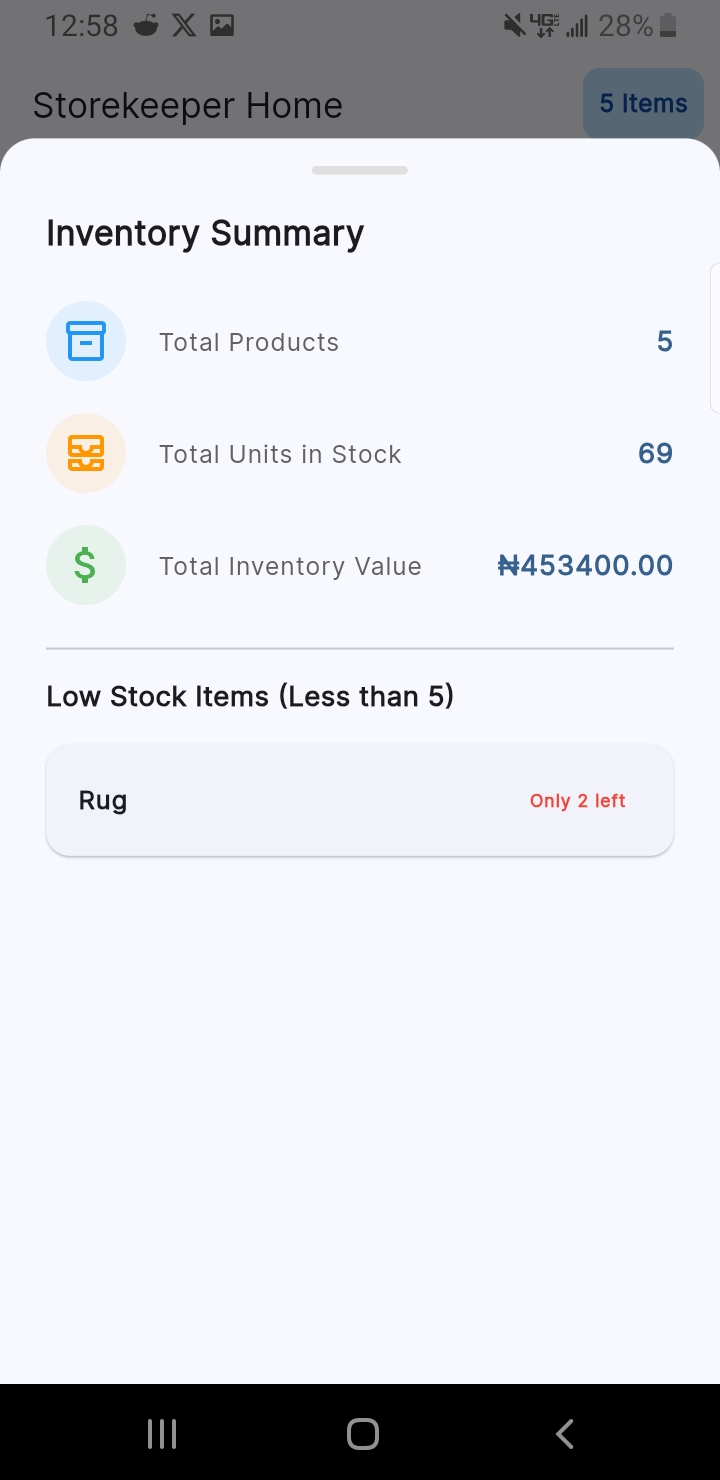 12:58 4G LTE 28%
Storekeeper Home 5 Items
Inventory Summary
Total Products 5
Total Units in Stock 69
Total Inventory Value ₦453400.00
Low Stock Items (Less than 5)
Rug Only 2 left